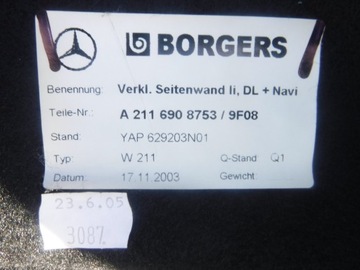 BORGERS
Benennung: Verkl. Seitenwand li, DL + Navi
Teile-Nr.: A 211 690 8753 / 9F08
Stand: YAP 629203N01
Typ: W 211 Q-Stand: Q1
Datum: 17.11.2003 Gewicht:
23.6.05
3087